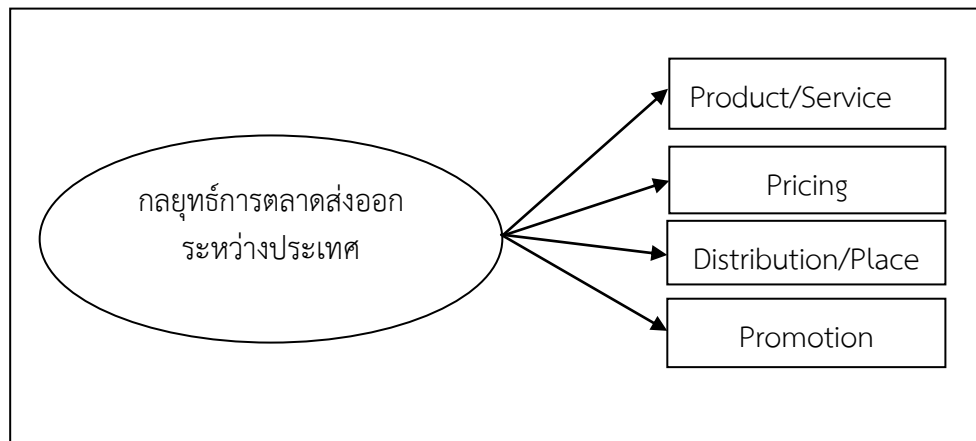 กลยุทธ์การตลาดส่งออก
ระหว่างประเทศ
Product/Service
Pricing
Distribution/Place
Promotion